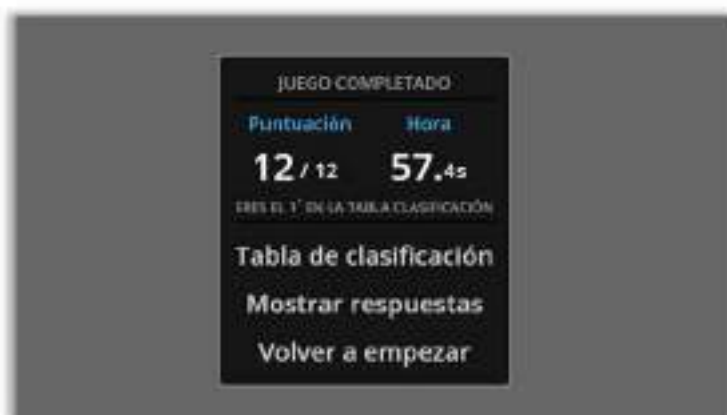 JUEGO COMPLETADO
Puntuación Hora
12 / 12 57.4s
ERES EL 1° EN LA TABLA CLASIFICACIÓN
Tabla de clasificación
Mostrar respuestas
Volver a empezar